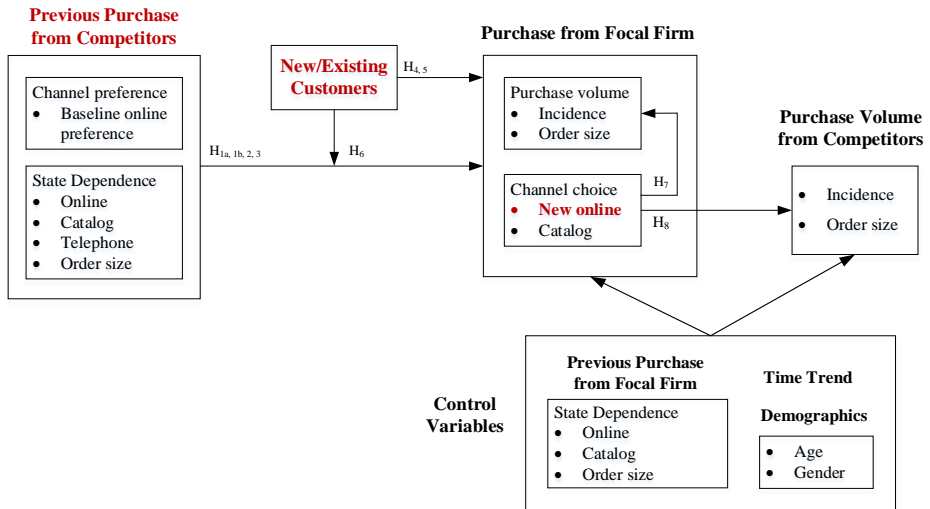 Previous Purchase
from Competitors
Channel preference
• Baseline online
preference
State Dependence
• Online
• Catalog
• Telephone
• Order size
New/Existing
Customers
H4, 5
H1a, 1b, 2, 3
H6
Purchase from Focal Firm
Purchase volume
• Incidence
• Order size
Channel choice
• New online
• Catalog
H7
H8
Purchase Volume
from Competitors
• Incidence
• Order size
Control
Variables
Previous Purchase
from Focal Firm
State Dependence
• Online
• Catalog
• Order size
Time Trend
Demographics
• Age
• Gender